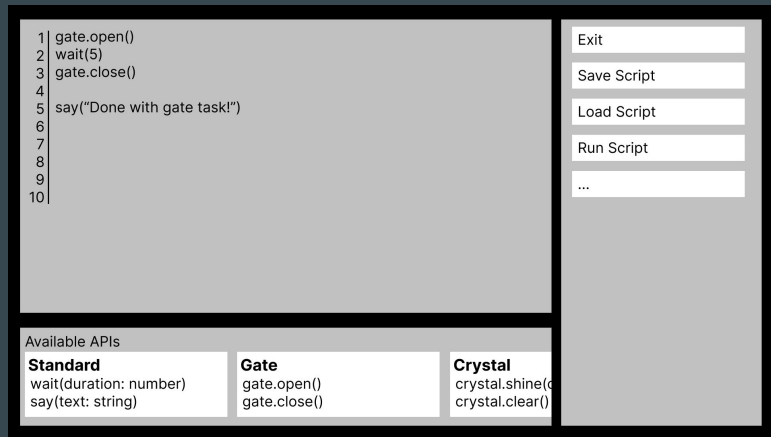 1 gate.open()
2 wait(5)
3 gate.close()
4
5 say(“Done with gate task!”)
6
7
8
9
10
Available APIs
Standard
wait(duration: number)
say(text: string)
Gate
gate.open()
gate.close()
Crystal
crystal.shine(
crystal.clear()
Exit
Save Script
Load Script
Run Script
...